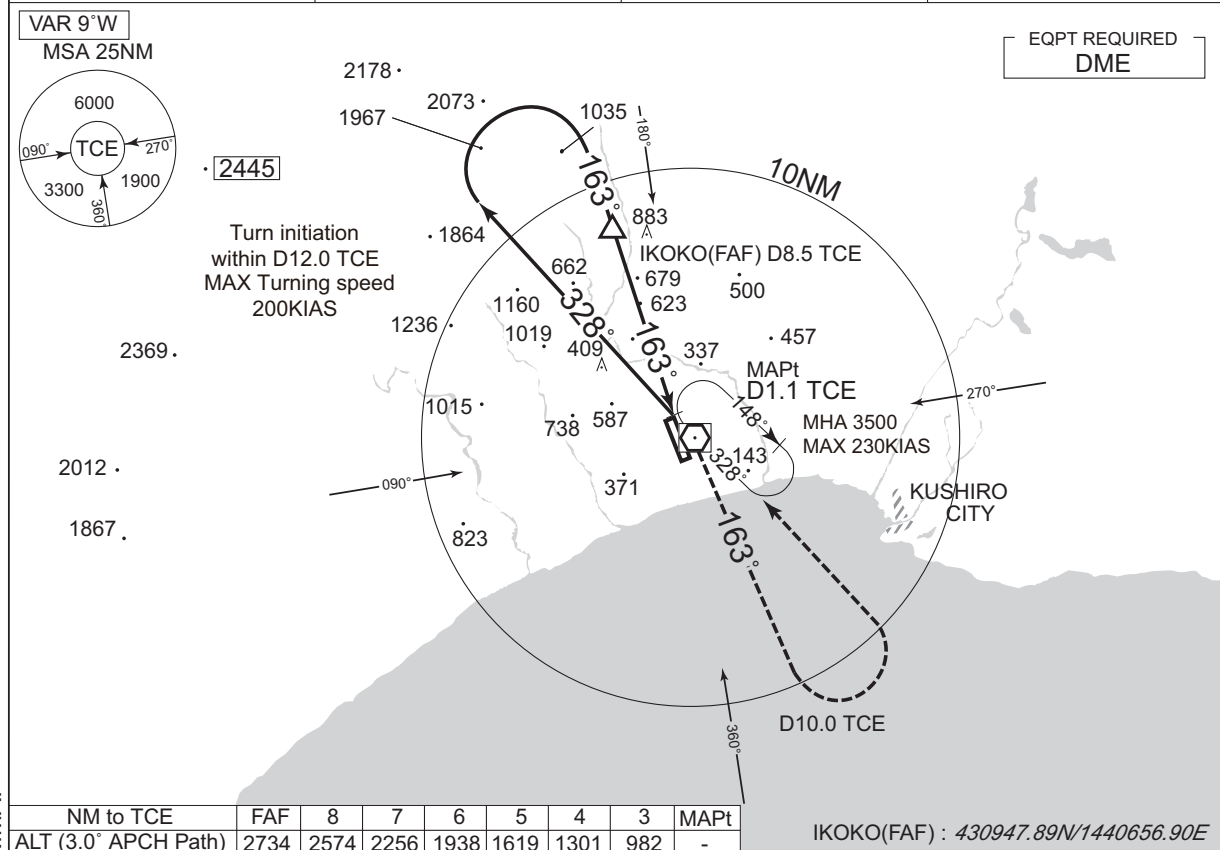 VAR 9°W
MSA 25NM
6000
TCE
090°
270°
3300
1900
360°
EQPT REQUIRED
DME
2178
2073
1967
1035
180°
163°
10NM
2445
883
1864
IKOKO(FAF) D8.5 TCE
Turn initiation
within D12.0 TCE
MAX Turning speed
200KIAS
662
679
500
1160
623
328°
1236
1019
409
163°
457
2369
337
MAPt
D1.1 TCE
270°
1015
738
587
148°
MHA 3500
MAX 230KIAS
143
328°
2012
090°
371
KUSHIRO
CITY
1867
823
163°
D10.0 TCE
360°
NM to TCE FAF 8 7 6 5 4 3 MAPt
ALT (3.0° APCH Path) 2734 2574 2256 1938 1619 1301 982 -
IKOKO(FAF) : 430947.89N/1440656.90E